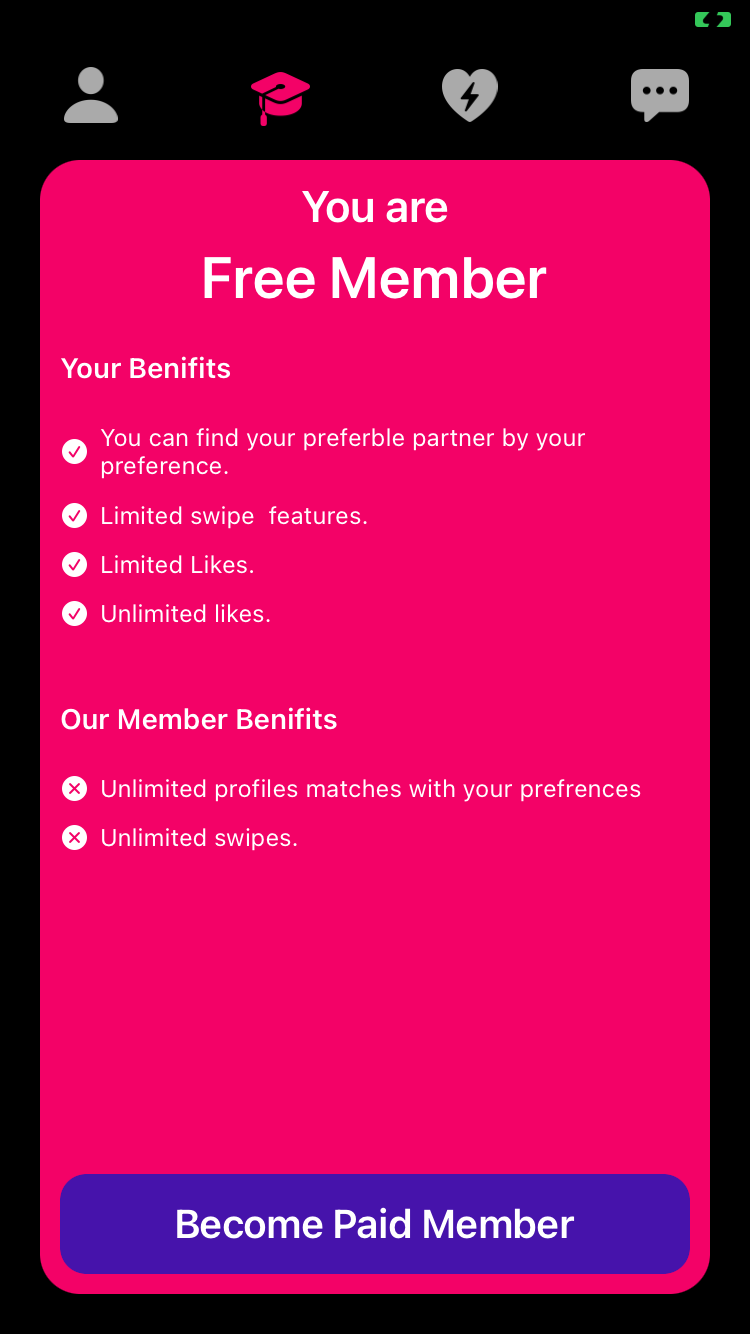 You are
Free Member
Your Benifits
You can find your preferble partner by your
preference.
Limited swipe  features.
Limited Likes.
Unlimited likes.
Our Member Benifits
Unlimited profiles matches with your prefrences
Unlimited swipes.
Become Paid Member